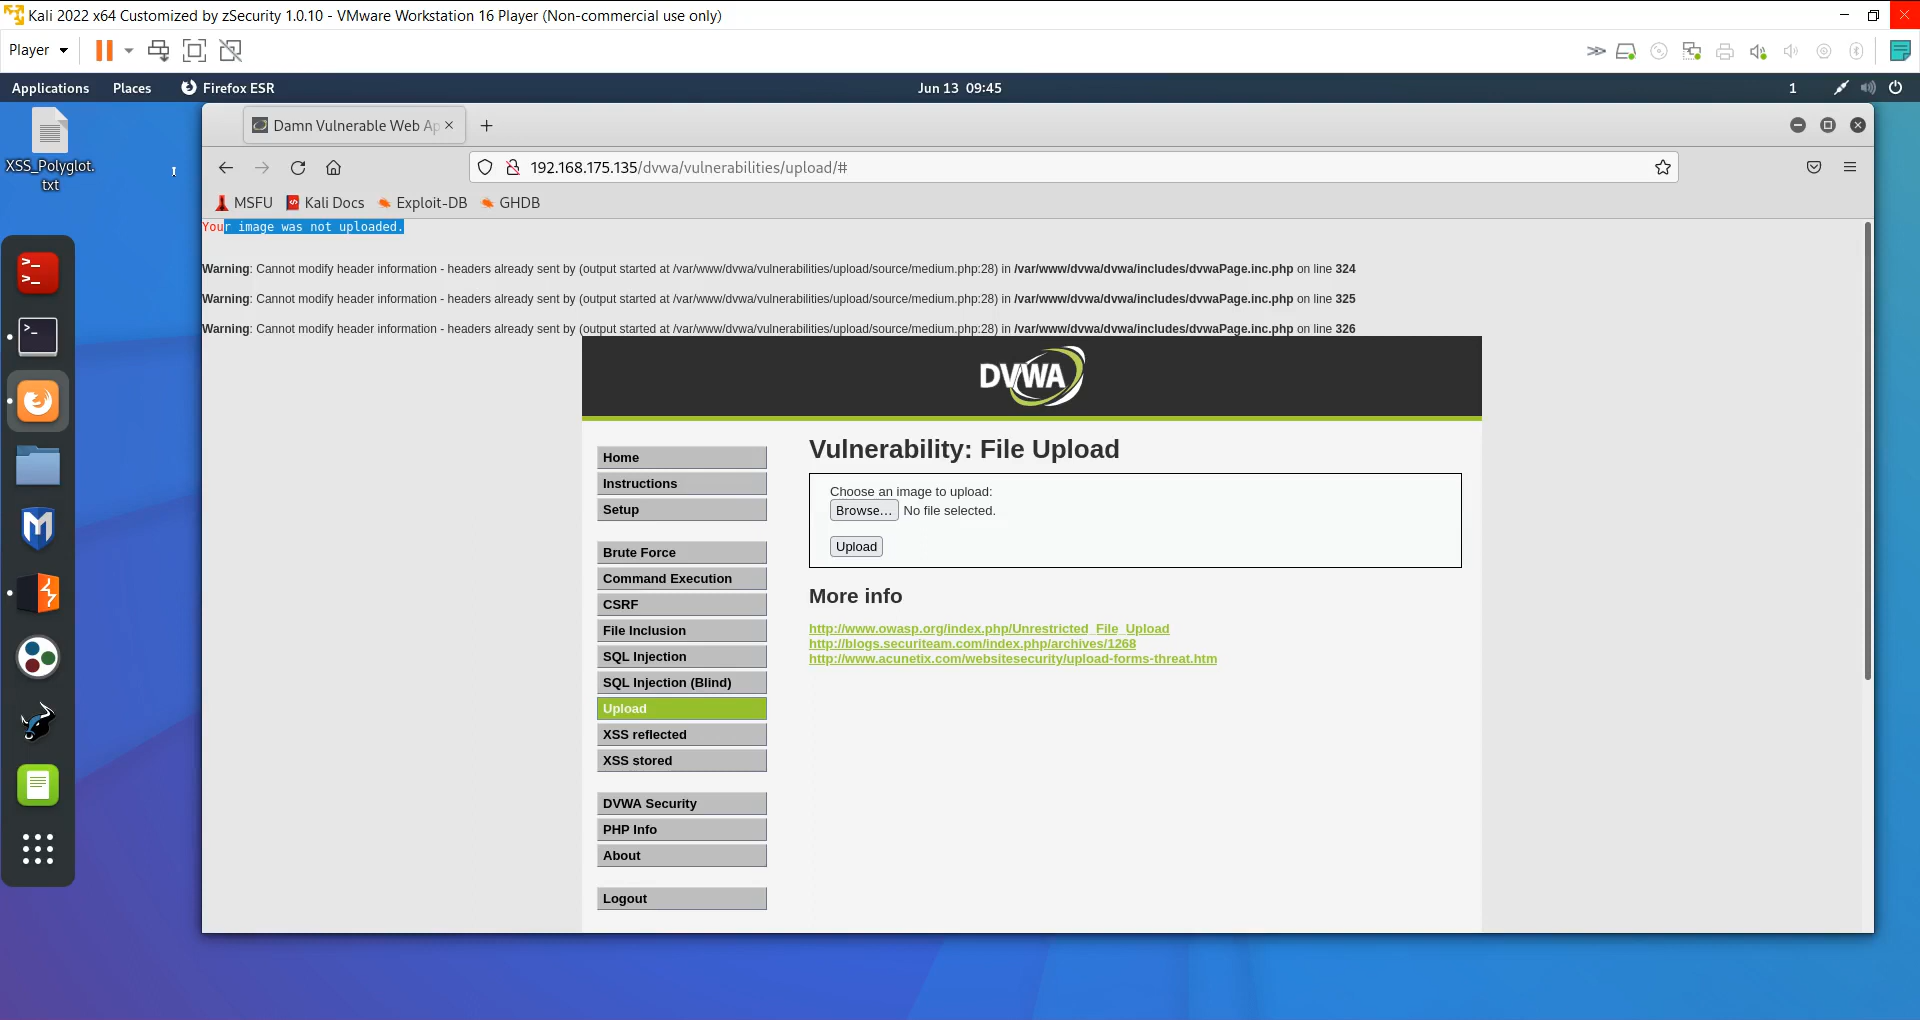 Kali 2022 x64 Customized by zSecurity 1.0.10 - VMware Workstation 16 Player (Non-commercial use only)
Player
Applications Places Firefox ESR Jun 13 09:45 1
XSS_Polyglot.
txt
Damn Vulnerable Web Ap
192.168.175.135/dvwa/vulnerabilities/upload/#
MSFU Kali Docs Exploit-DB GHDB
Your image was not uploaded.
Warning: Cannot modify header information - headers already sent by (output started at /var/www/dvwa/vulnerabilities/upload/source/medium.php:28) in /var/www/dvwa/dvwa/includes/dvwaPage.inc.php on line 324
Warning: Cannot modify header information - headers already sent by (output started at /var/www/dvwa/vulnerabilities/upload/source/medium.php:28) in /var/www/dvwa/dvwa/includes/dvwaPage.inc.php on line 325
Warning: Cannot modify header information - headers already sent by (output started at /var/www/dvwa/vulnerabilities/upload/source/medium.php:28) in /var/www/dvwa/dvwa/includes/dvwaPage.inc.php on line 326
DVWA
Home
Instructions
Setup
Brute Force
Command Execution
CSRF
File Inclusion
SQL Injection
SQL Injection (Blind)
Upload
XSS reflected
XSS stored
DVWA Security
PHP Info
About
Logout
Vulnerability: File Upload
Choose an image to upload:
Browse... No file selected.
Upload
More info
http://www.owasp.org/index.php/Unrestricted_File_Upload
http://blogs.securiteam.com/index.php/archives/1268
http://www.acunetix.com/websitesecurity/upload-forms-threat.htm